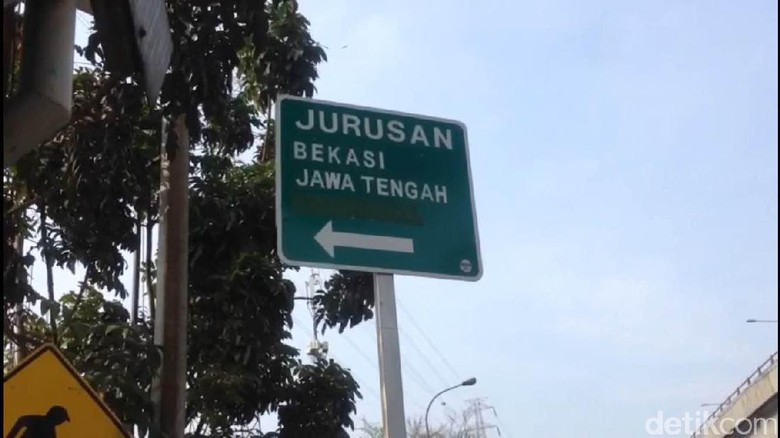 JURUSAN
BEKASI
JAWA TENGAH
detikcom